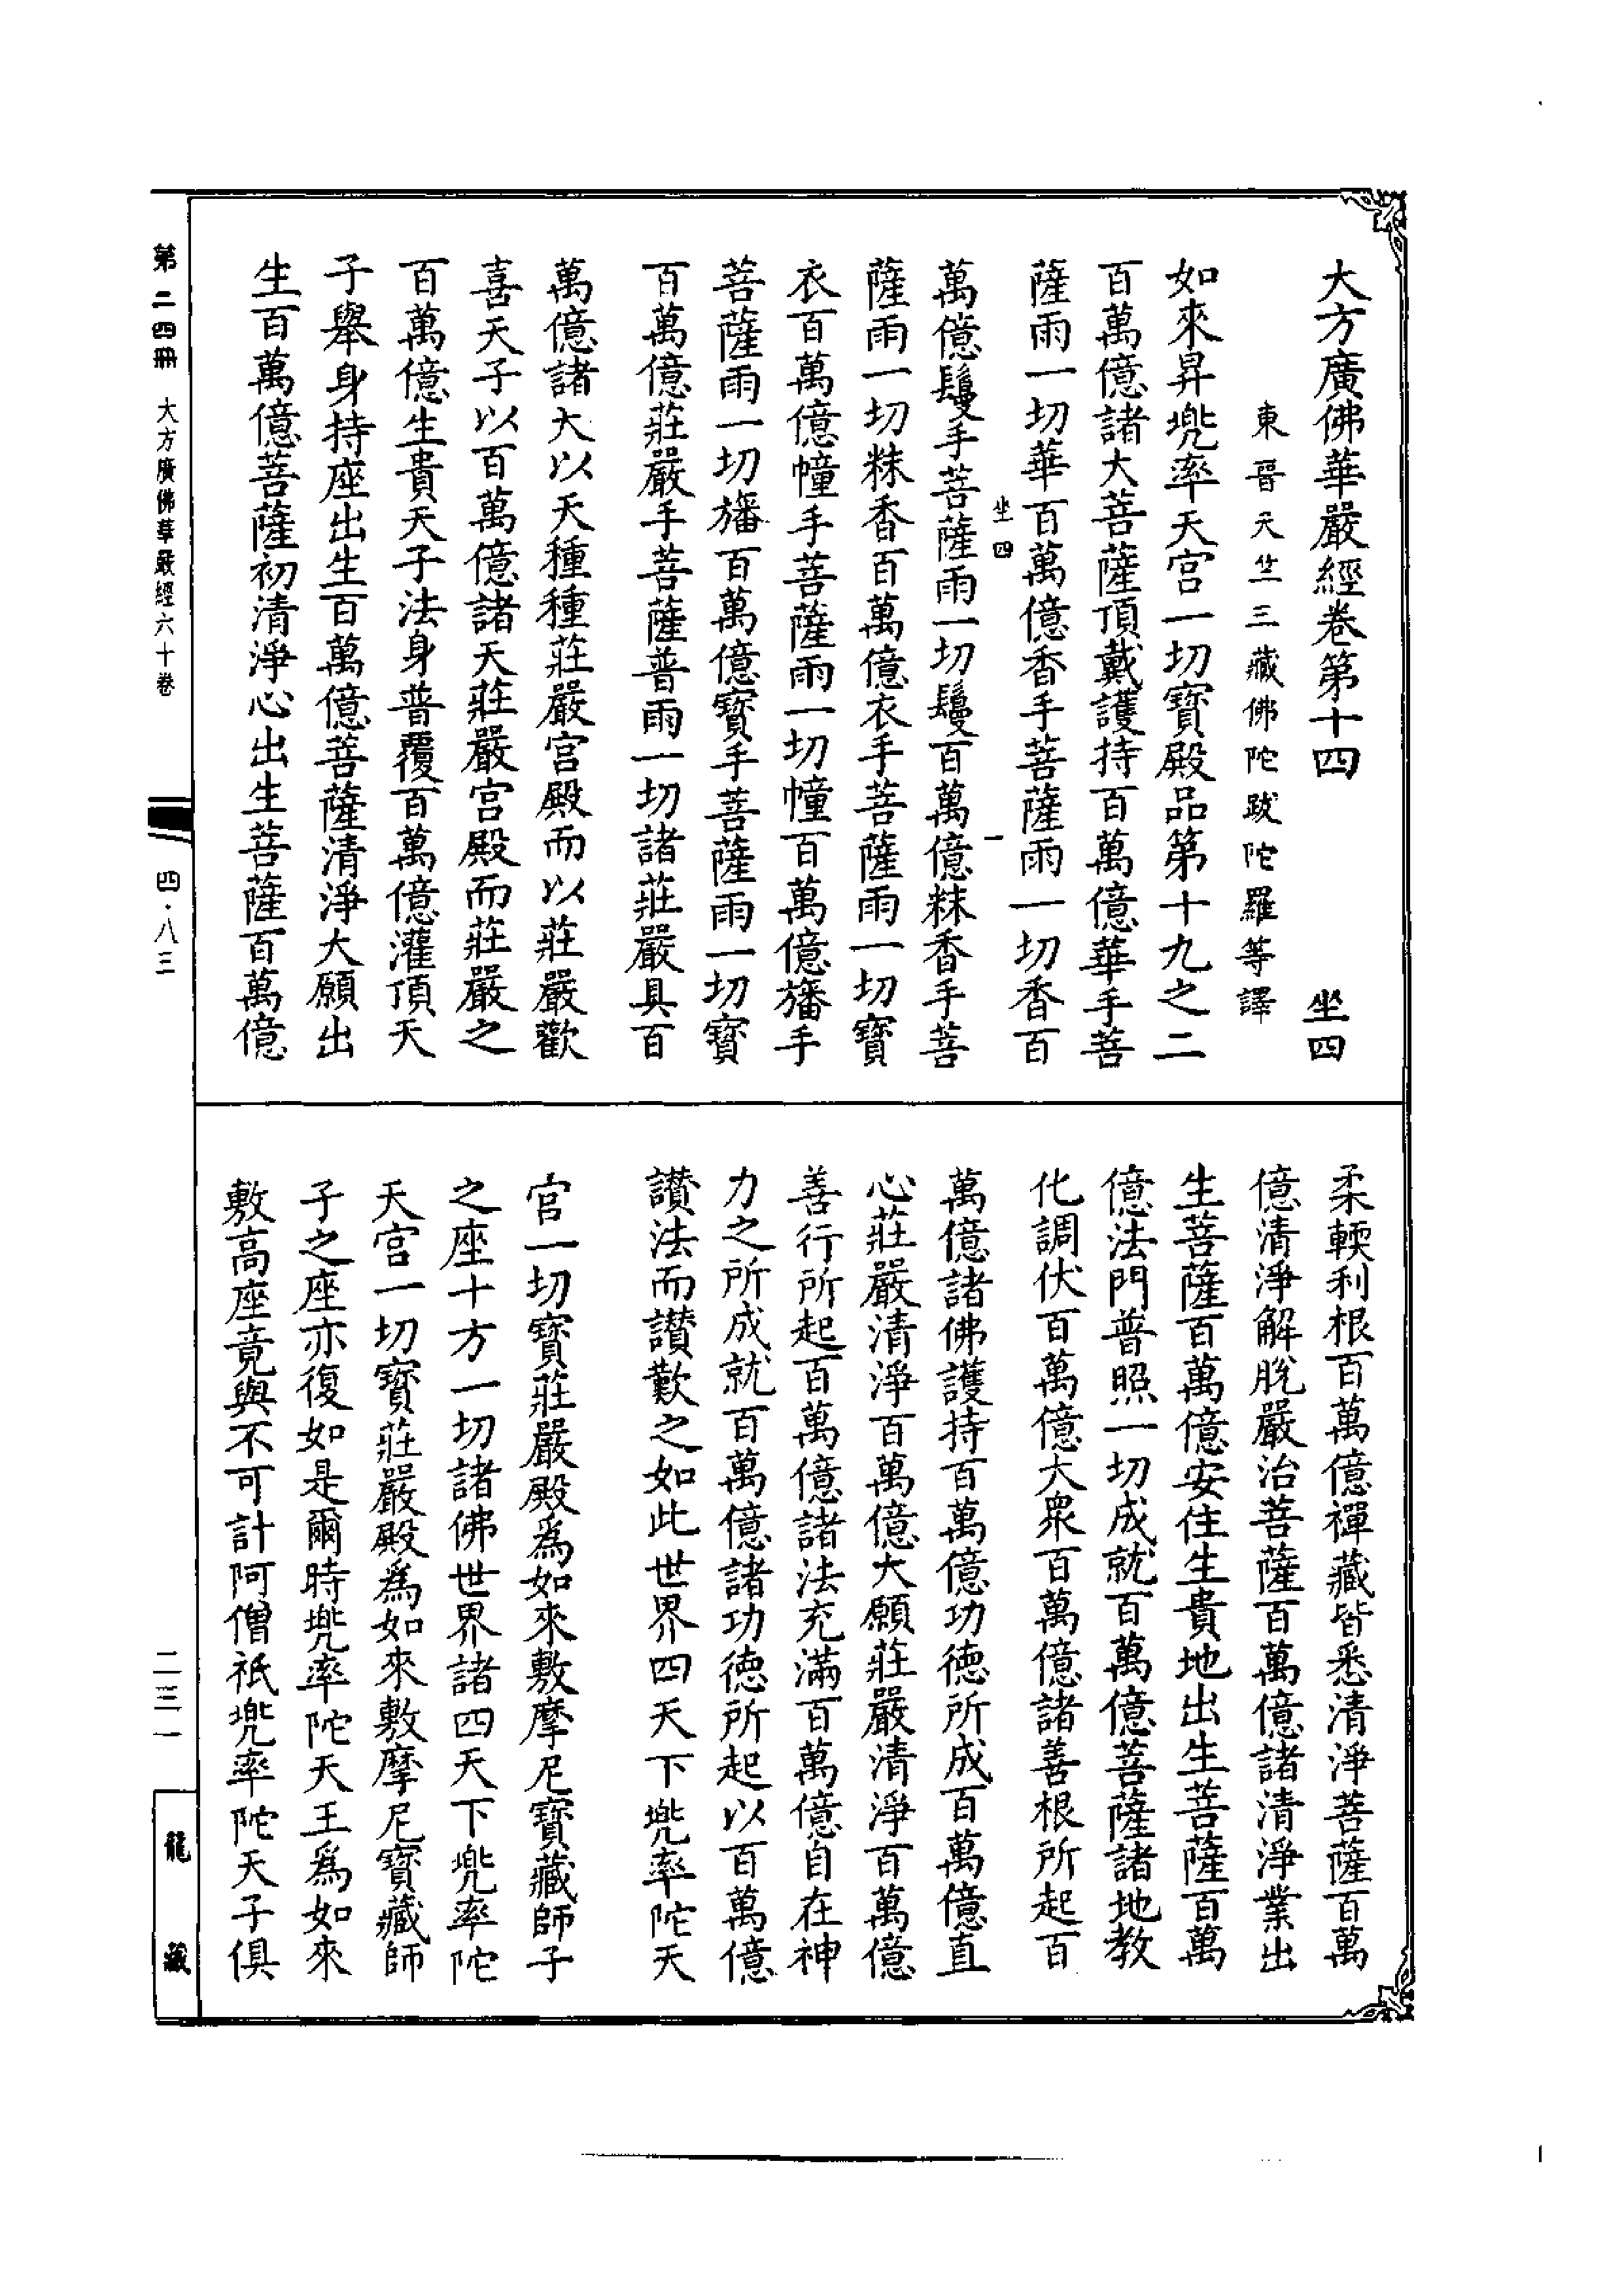 大方廣佛華嚴經卷第十四 坐四
東晉天竺三藏佛陀跋陀羅等譯
如來昇兜率天宮一切寶殿品第十九之二
百萬億諸大菩薩頂戴護持百萬億華手菩
薩雨一切華百萬億香手菩薩雨一切香百
坐四 一
萬億鬘手菩薩雨一切鬘百萬億粖香手菩
薩雨一切粖香百萬億衣手菩薩雨一切寶
衣百萬億幢手菩薩雨一切幢百萬億旛手
菩薩雨一切旛百萬億寶手菩薩雨一切寶
百萬億莊嚴手菩薩普雨一切諸莊嚴具百
萬億諸大以天種種莊嚴宮殿而以莊嚴歡
喜天子以百萬億諸天莊嚴宮殿而莊嚴之
百萬億生貴天子法身普覆百萬億灌頂天
子舉身持座出生百萬億菩薩清淨大願出
生百萬億菩薩初清淨心出生菩薩百萬億
柔輭利根百萬億禪藏皆悉清淨菩薩百萬
億清淨解脫嚴治菩薩百萬億諸清淨業出
生菩薩百萬億安住生貴地出生菩薩百萬
億法門普照一切成就百萬億菩薩諸地教
化調伏百萬億大眾百萬億諸善根所起百
萬億諸佛護持百萬億功德所成百萬億直
心莊嚴清淨百萬億大願莊嚴清淨百萬億
善行所起百萬億諸法充滿百萬億自在神
力之所成就百萬億諸功德所起以百萬億
讚法而讚歎之如此世界四天下兜率陀天
宮一切寶莊嚴殿為如來敷摩尼寶藏師子
之座十方一切諸佛世界諸四天下兜率陀
天宮一切寶莊嚴殿為如來敷摩尼寶藏師
子之座亦復如是爾時兜率陀天王為如來
敷高座竟與不可計阿僧祇兜率陀天子俱
第二四冊 大方廣佛華嚴經六十卷 四·八三
二三一
龍藏